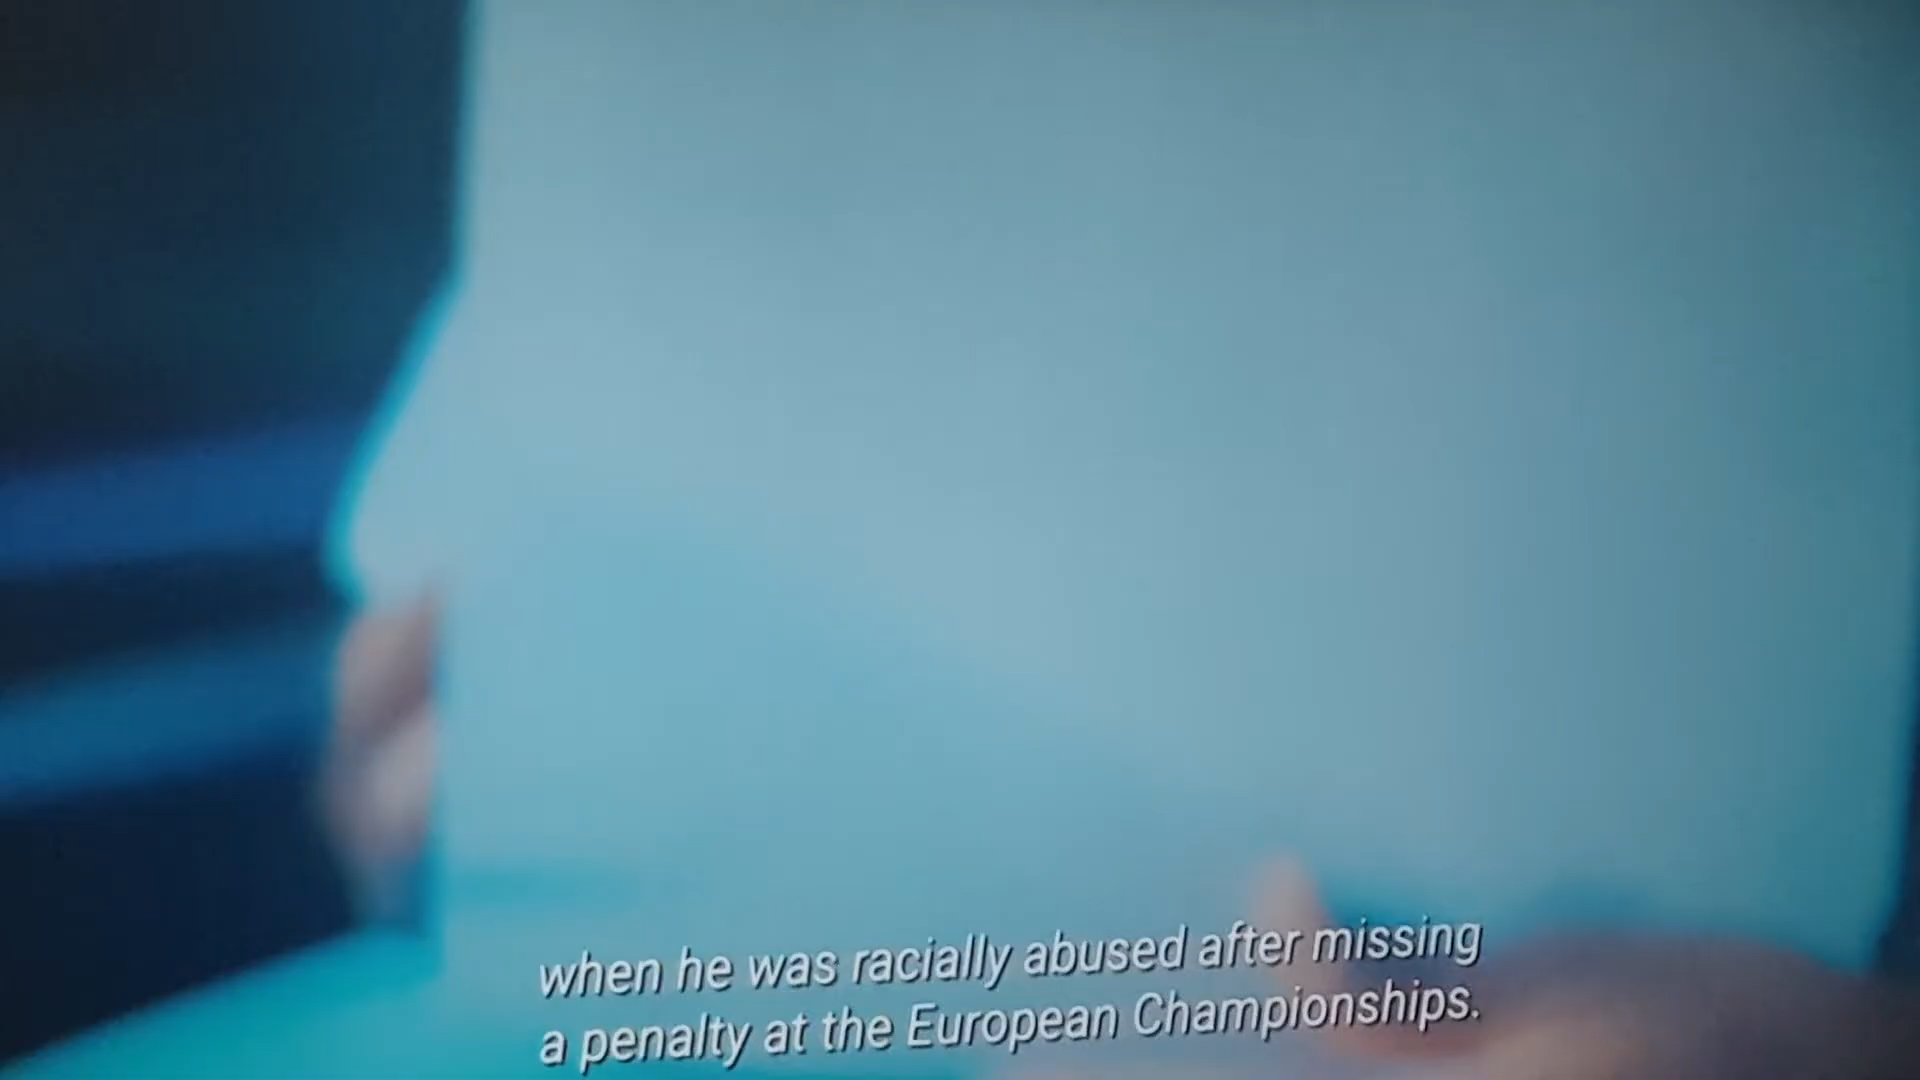 when he was racially abused after missing
a penalty at the European Championships.